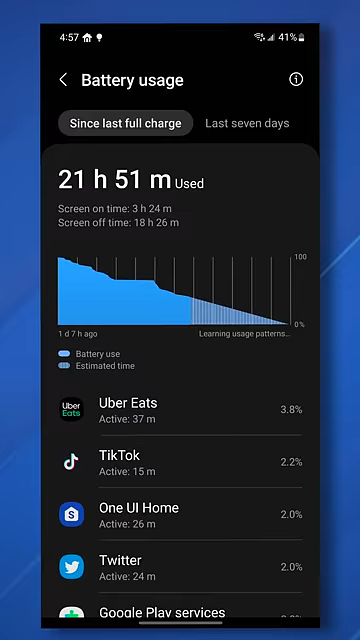 4:57 41%
Battery usage
Since last full charge Last seven days
21 h 51 m Used
Screen on time: 3 h 24 m
Screen off time: 18 h 26 m
100
0%
1 d 7 h ago Learning usage patterns...
Battery use
Estimated time
Uber Eats
Uber Eats
3.8%
Active: 37 m
TikTok
2.2%
Active: 15 m
S
One UI Home
2.0%
Active: 26 m
Twitter
2.0%
Active: 24 m
Google Play services